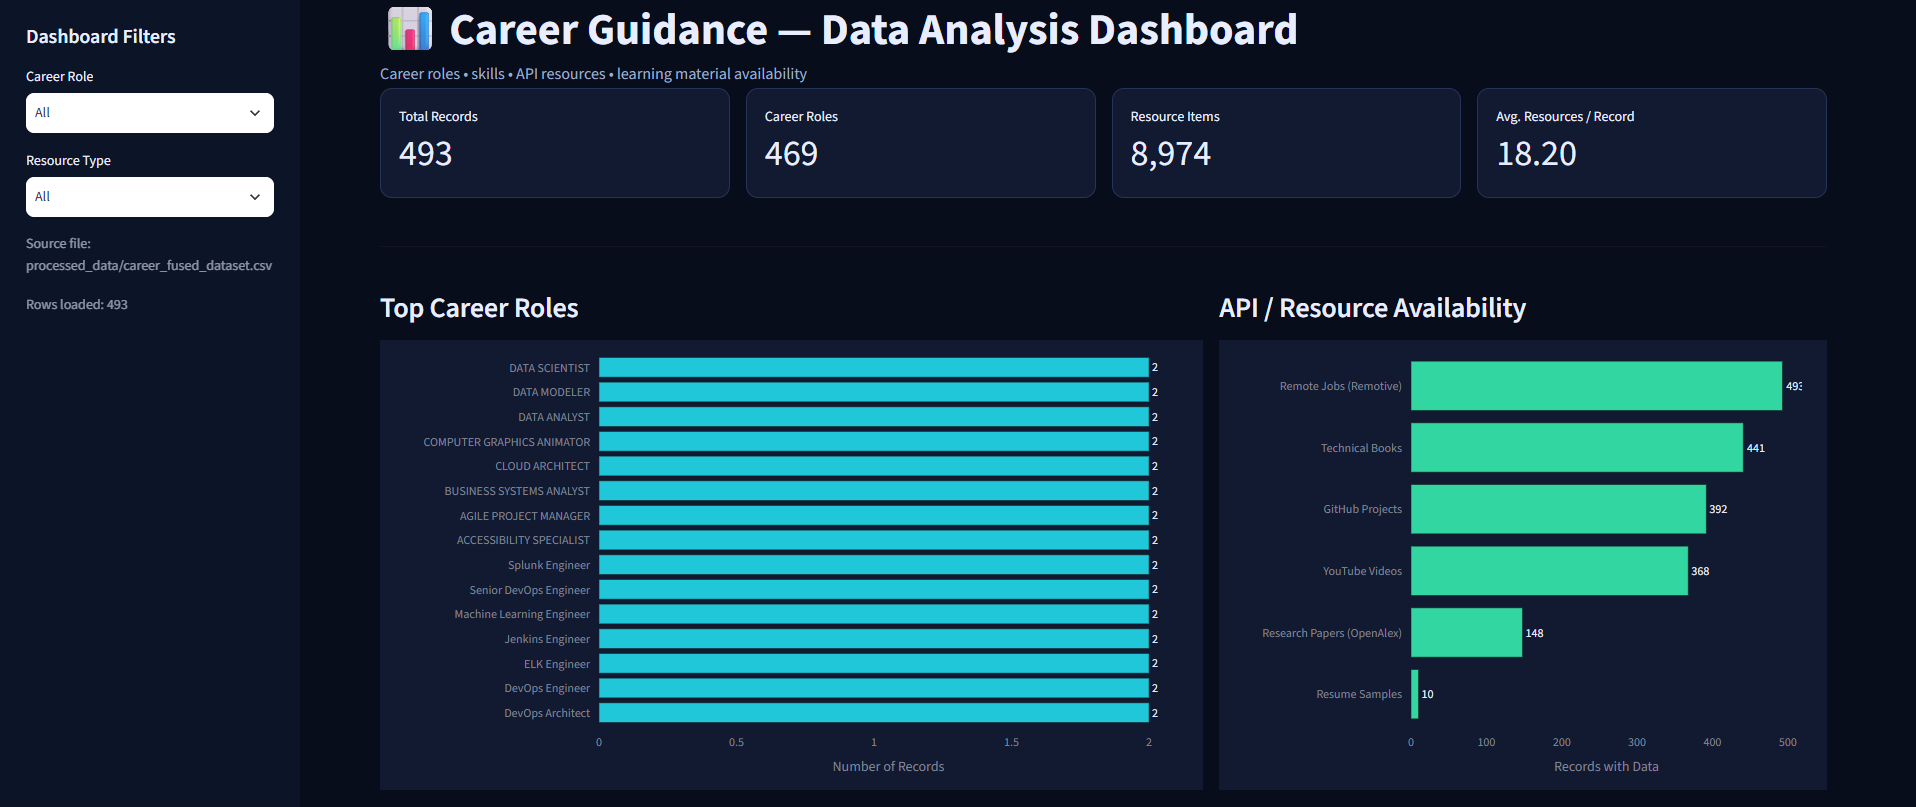 Dashboard Filters
Career Role
All
Resource Type
All
Source file:
processed_data/career_fused_dataset.csv
Rows loaded: 493
Career Guidance — Data Analysis Dashboard
Career roles • skills • API resources • learning material availability
Total Records
493
Career Roles
469
Resource Items
8,974
Avg. Resources / Record
18.20
Top Career Roles
DATA SCIENTIST 2
DATA MODELER 2
DATA ANALYST 2
COMPUTER GRAPHICS ANIMATOR 2
CLOUD ARCHITECT 2
BUSINESS SYSTEMS ANALYST 2
AGILE PROJECT MANAGER 2
ACCESSIBILITY SPECIALIST 2
Splunk Engineer 2
Senior DevOps Engineer 2
Machine Learning Engineer 2
Jenkins Engineer 2
ELK Engineer 2
DevOps Engineer 2
DevOps Architect 2
0 0.5 1 1.5 2
Number of Records
API / Resource Availability
Remote Jobs (Remotive) 493
Technical Books 441
GitHub Projects 392
YouTube Videos 368
Research Papers (OpenAlex) 148
Resume Samples 10
0 100 200 300 400 500
Records with Data